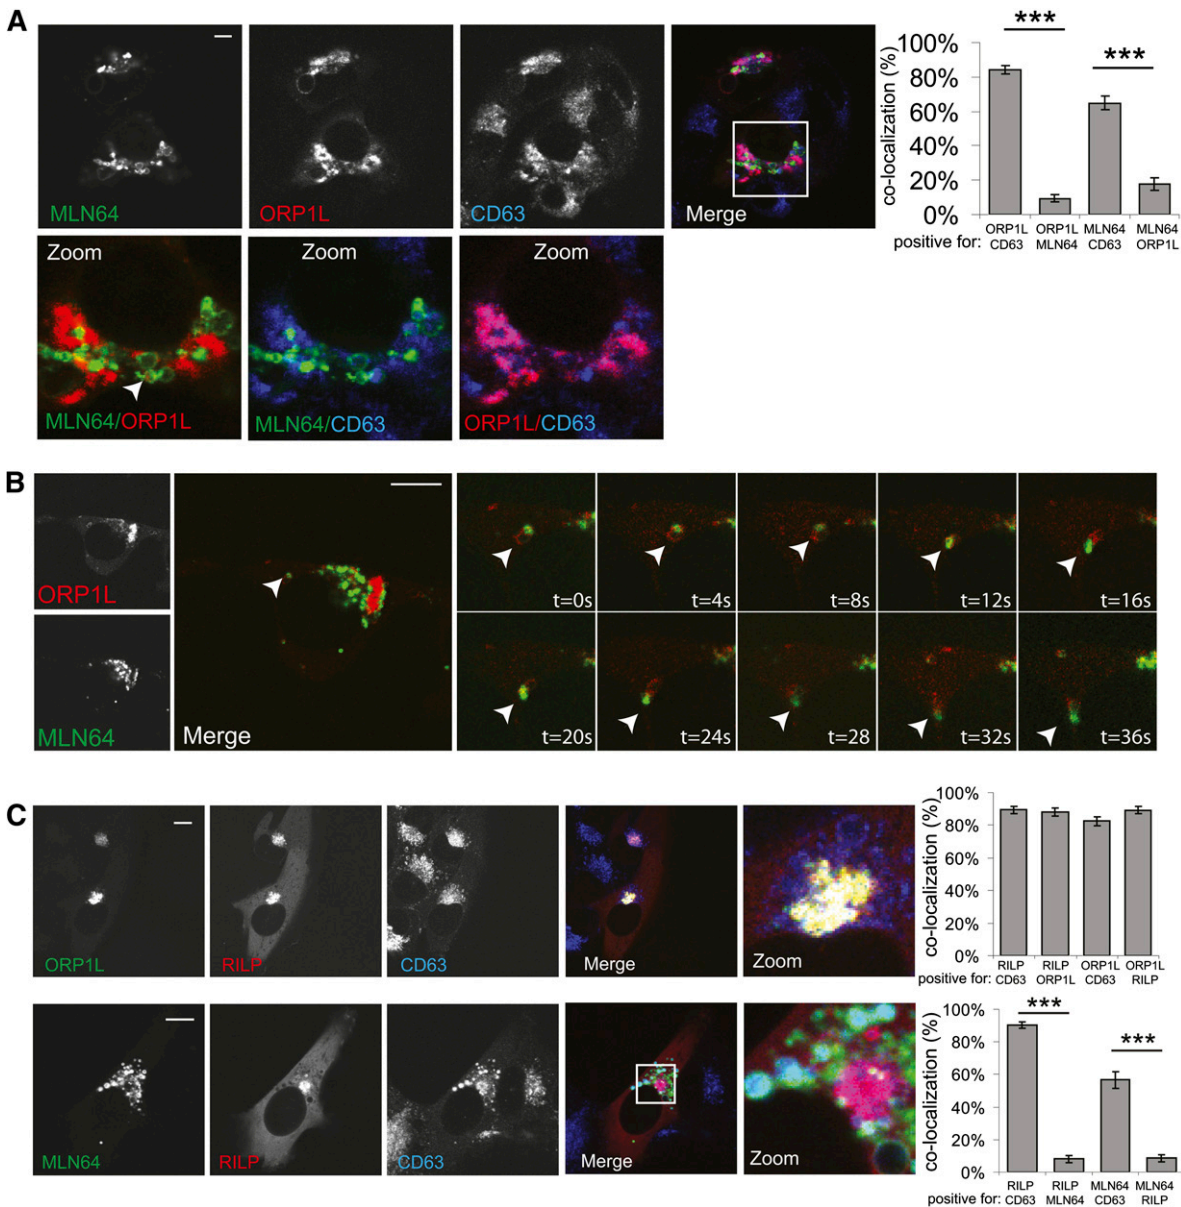 A
MLN64
ORP1L
CD63
Merge
Zoom
MLN64/ORP1L
Zoom
MLN64/CD63
Zoom
ORP1L/CD63
co-localization (%)
100%
80%
60%
40%
20%
0%
***
***
positive for:
ORP1L CD63
ORP1L MLN64
MLN64 CD63
MLN64 ORP1L
B
ORP1L
MLN64
Merge
t=0s
t=4s
t=8s
t=12s
t=16s
t=20s
t=24s
t=28
t=32s
t=36s
C
ORP1L
RILP
CD63
Merge
Zoom
co-localization (%)
100%
80%
60%
40%
20%
0%
positive for:
RILP CD63
RILP ORP1L
ORP1L CD63
ORP1L RILP
MLN64
RILP
CD63
Merge
Zoom
co-localization (%)
100%
80%
60%
40%
20%
0%
***
***
positive for:
RILP CD63
RILP MLN64
MLN64 CD63
MLN64 RILP